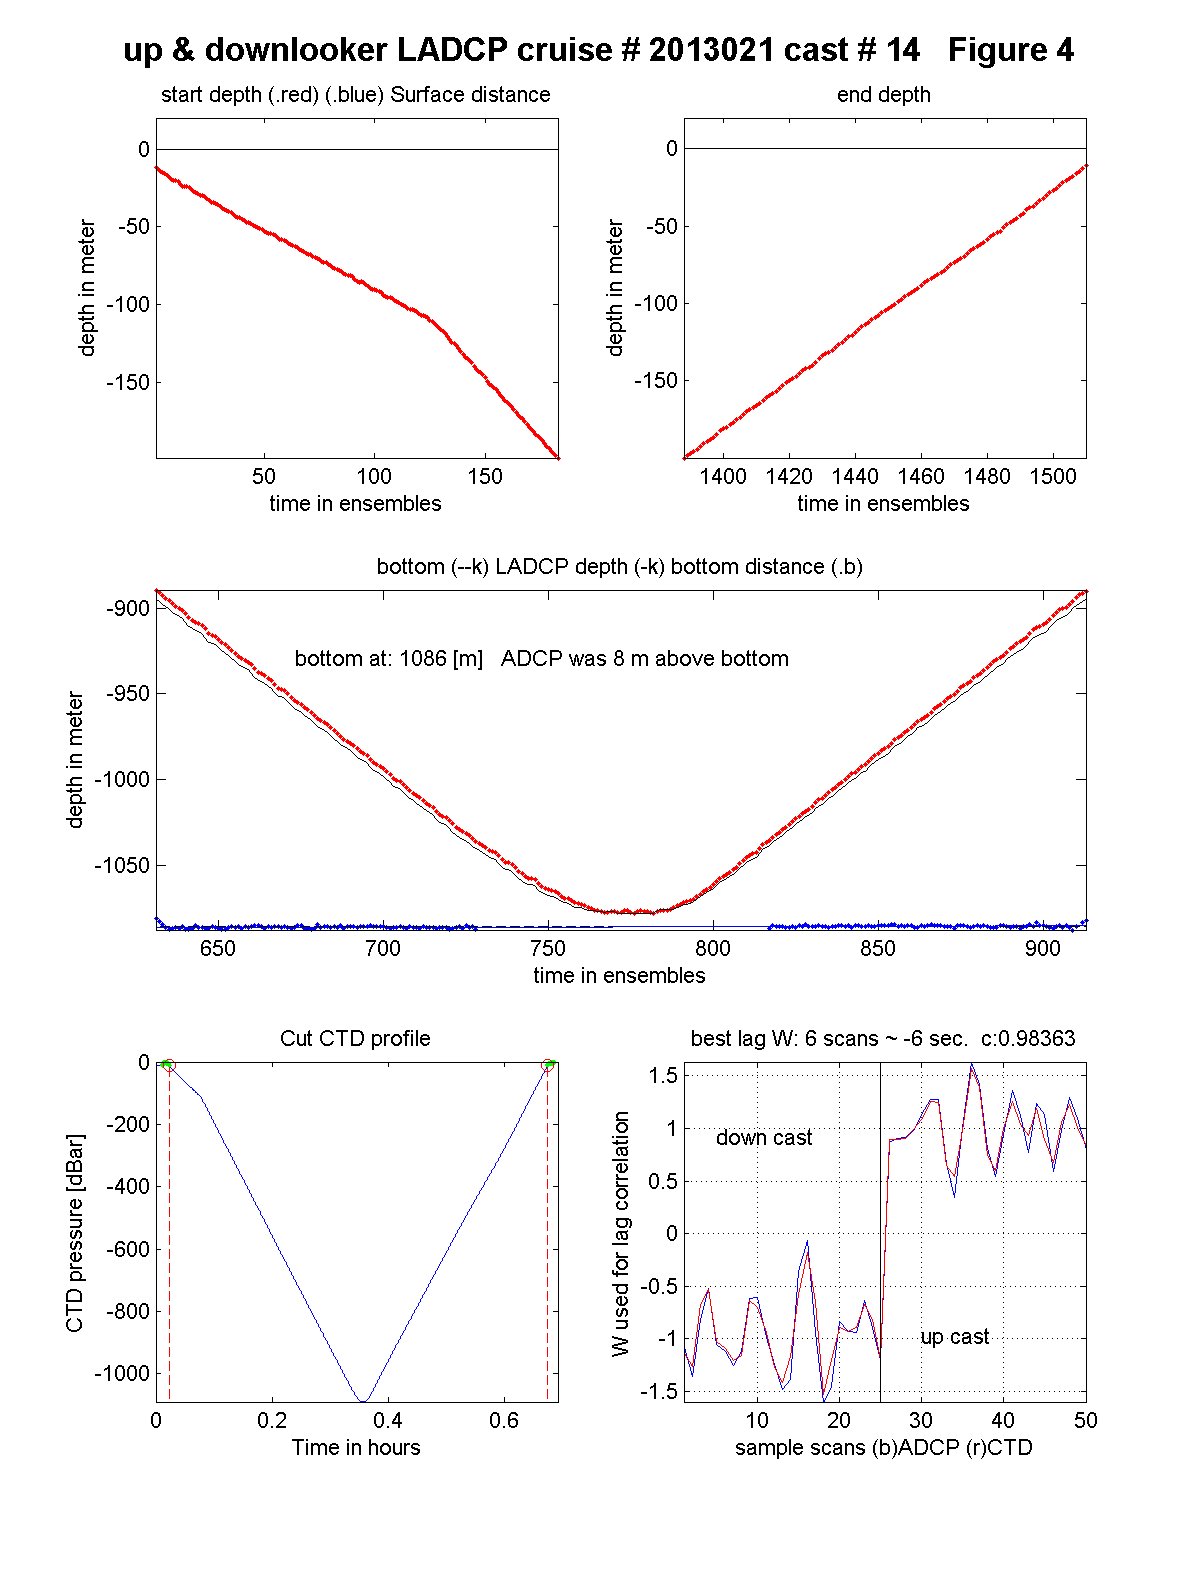 up & downlooker LADCP cruise # 2013021 cast # 14   Figure 4
start depth (.red) (.blue) Surface distance
0
-50
-100
-150
50 100 150
depth in meter
time in ensembles
end depth
0
-50
-100
-150
1400 1420 1440 1460 1480 1500
depth in meter
time in ensembles
bottom (--k) LADCP depth (-k) bottom distance (.b)
-900
-950
-1000
-1050
bottom at: 1086 [m]   ADCP was 8 m above bottom
650 700 750 800 850 900
depth in meter
time in ensembles
Cut CTD profile
0
-200
-400
-600
-800
-1000
0 0.2 0.4 0.6
CTD pressure [dBar]
Time in hours
best lag W: 6 scans ~ -6 sec.  c:0.98363
1.5
1
0.5
0
-0.5
-1
-1.5
down cast
up cast
10 20 30 40 50
W used for lag correlation
sample scans (b)ADCP (r)CTD